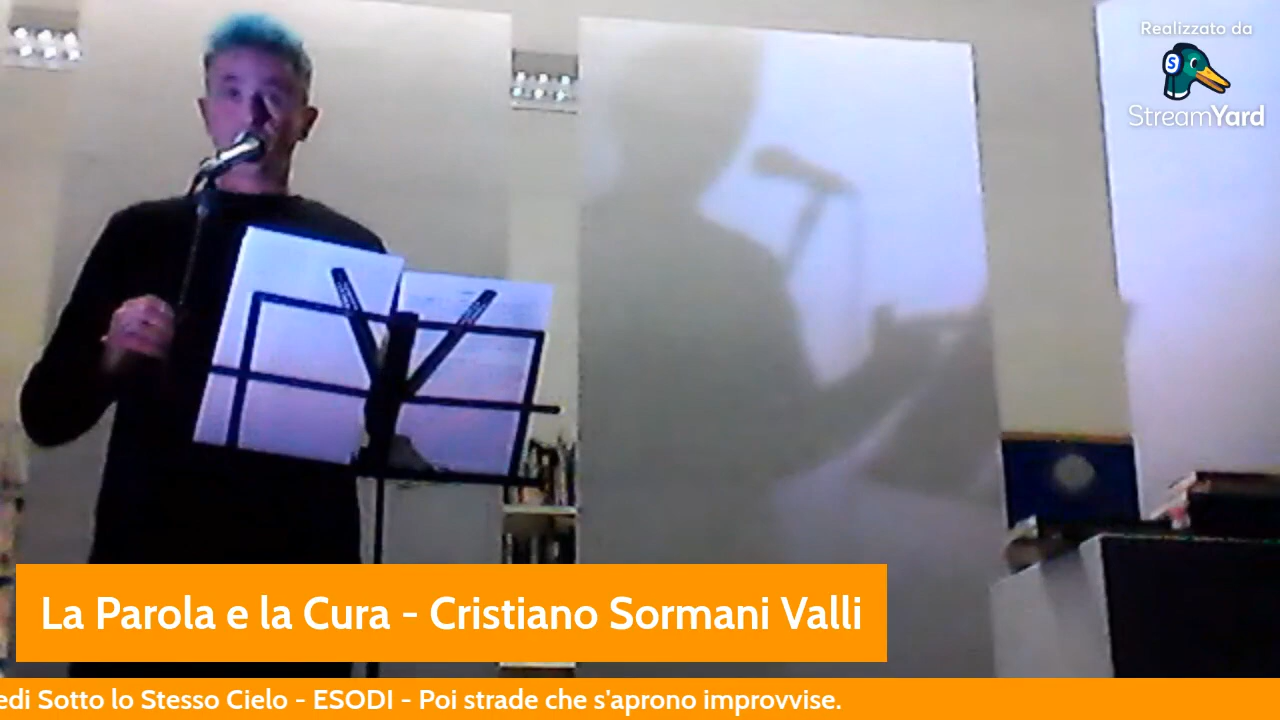 Realizzato da
S
StreamYard
La Parola e la Cura - Cristiano Sormani Valli
edi Sotto lo Stesso Cielo - ESODI - Poi strade che s'aprono improvvise.